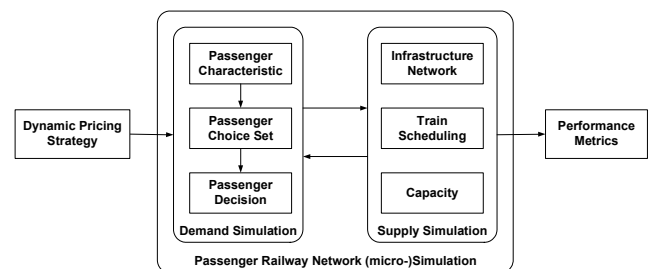 Dynamic Pricing
Strategy
Passenger
Characteristic
Passenger
Choice Set
Passenger
Decision
Demand Simulation
Infrastructure
Network
Train
Scheduling
Capacity
Supply Simulation
Passenger Railway Network (micro-)Simulation
Performance
Metrics